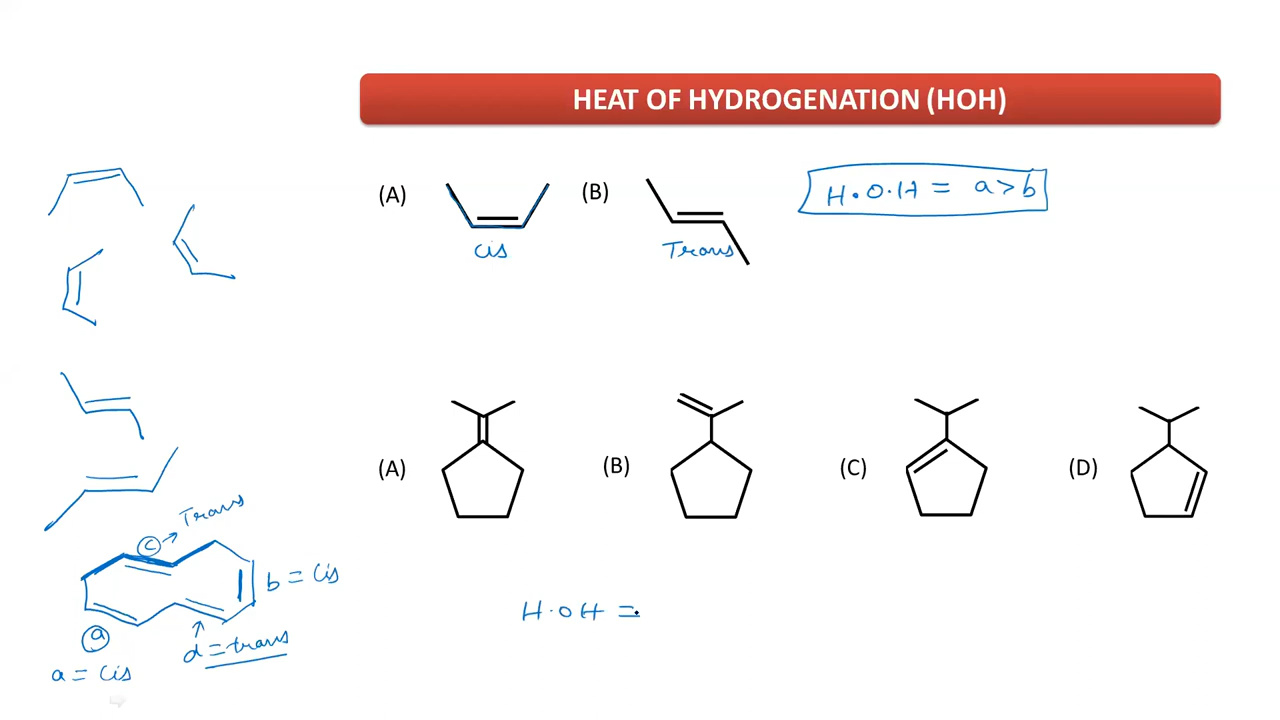 HEAT OF HYDROGENATION (HOH)
(A)
(B)
H.O.H = a > b
Cis
Trans
(A)
(B)
(C)
(D)
Trans
c
b = Cis
H.OH =
a
d = trans
a = Cis